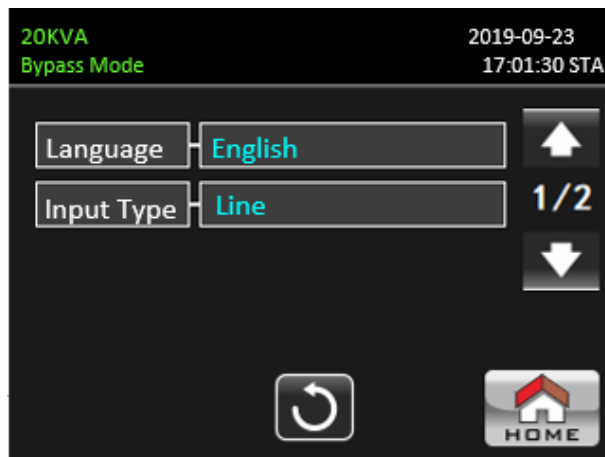 20KVA
2019-09-23
Bypass Mode
17:01:30 STA
Language
English
Input Type
Line
1/2
HOME